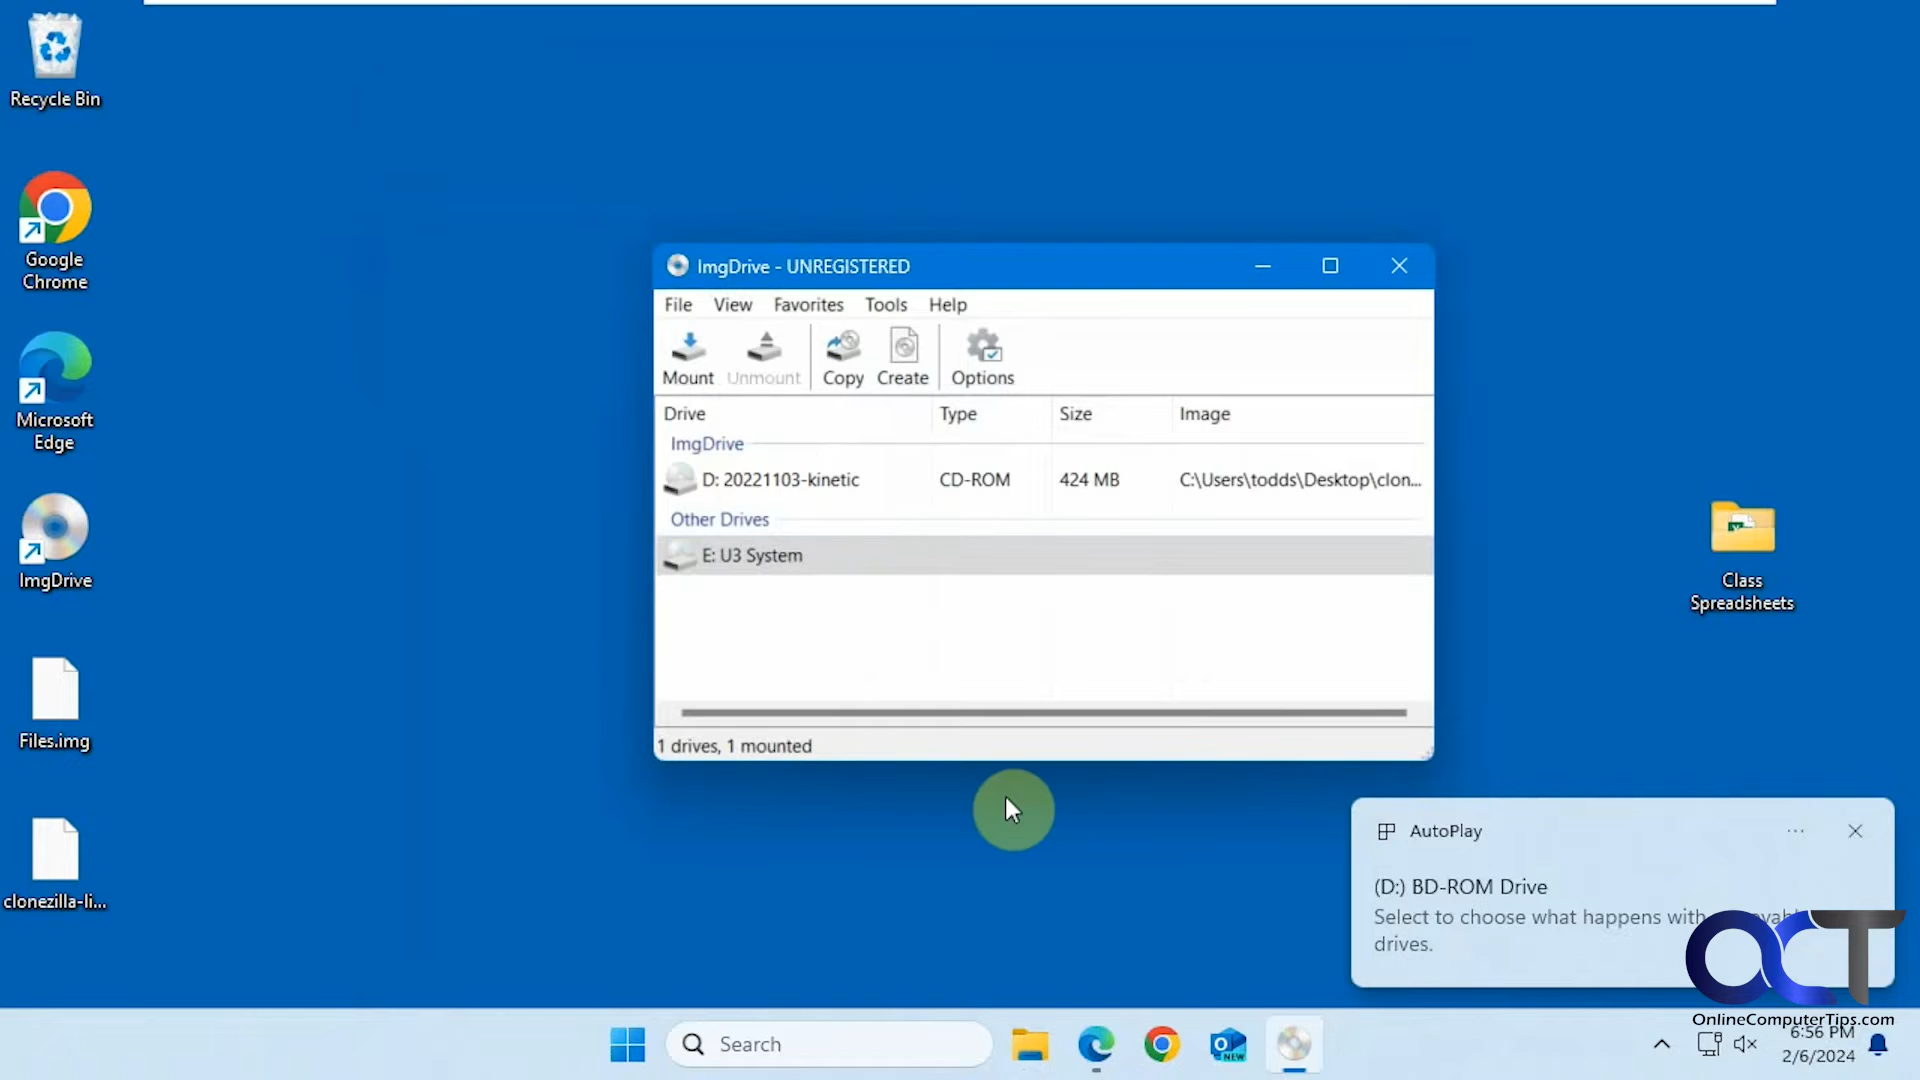 Recycle Bin
Google
Chrome
Microsoft
Edge
ImgDrive
Files.img
clonezilla-li...
ImgDrive - UNREGISTERED
File View Favorites Tools Help
Mount Unmount Copy Create Options
Drive Type Size Image
ImgDrive
D: 20221103-kinetic CD-ROM 424 MB C:\Users\todds\Desktop\clon...
Other Drives
E: U3 System
1 drives, 1 mounted
Class
Spreadsheets
AutoPlay
(D:) BD-ROM Drive
Select to choose what happens with
drives.
OCT
OnlineComputerTips.com
Search
NEW
6:56 PM
2/6/2024